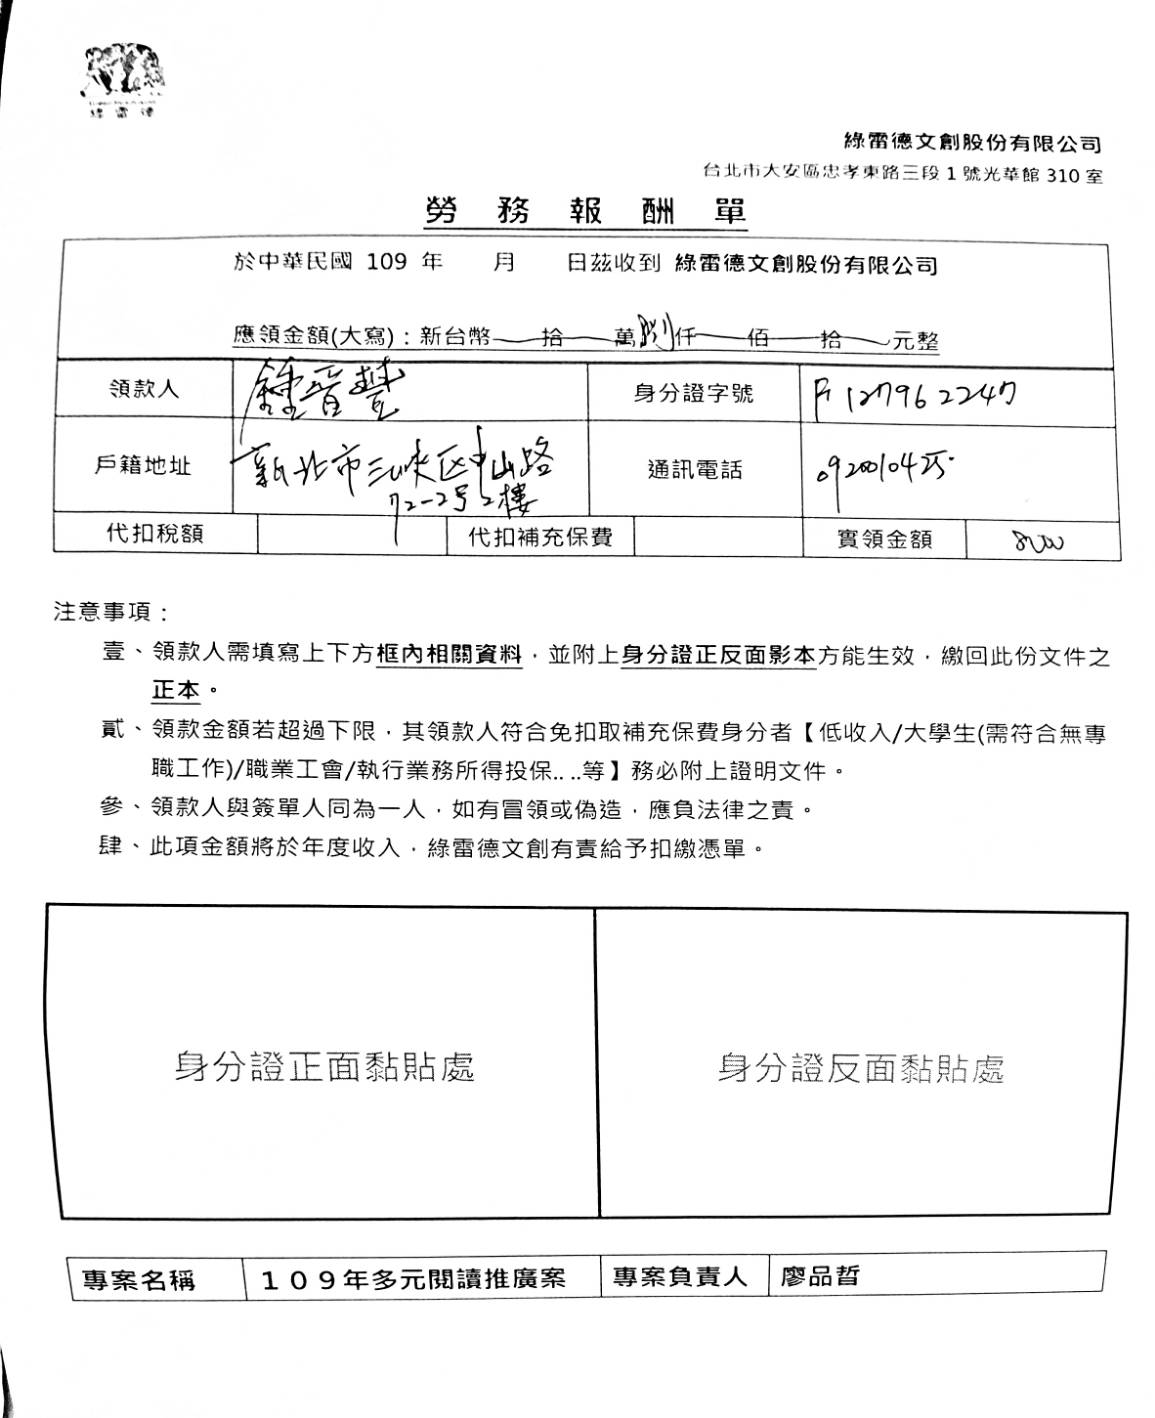 綠雷德
綠雷德文創股份有限公司
台北市大安區忠孝東路三段1號光華館310室
勞務報酬單
於中華民國 109 年 月 日茲收到 綠雷德文創股份有限公司
應領金額(大寫)：新台幣 拾 萬捌仟 佰 拾 元整
領款人 鍾 身分證字號 F127962247
戶籍地址 新北市三峽区中山路 通訊電話 0920010425
72-2号2樓
代扣稅額 代扣補充保費 實領金額 8000
注意事項：
壹、領款人需填寫上下方框內相關資料，並附上身分證正反面影本方能生效，繳回此份文件之
正本。
貳、領款金額若超過下限，其領款人符合免扣取補充保費身分者【低收入/大學生(需符合無專
職工作)/職業工會/執行業務所得投保.. ..等】務必附上證明文件。
參、領款人與簽單人同為一人，如有冒領或偽造，應負法律之責。
肆、此項金額將於年度收入，綠雷德文創有責給予扣繳憑單。
身分證正面黏貼處 身分證反面黏貼處
專案名稱 １０９年多元閱讀推廣案 專案負責人 廖品晢